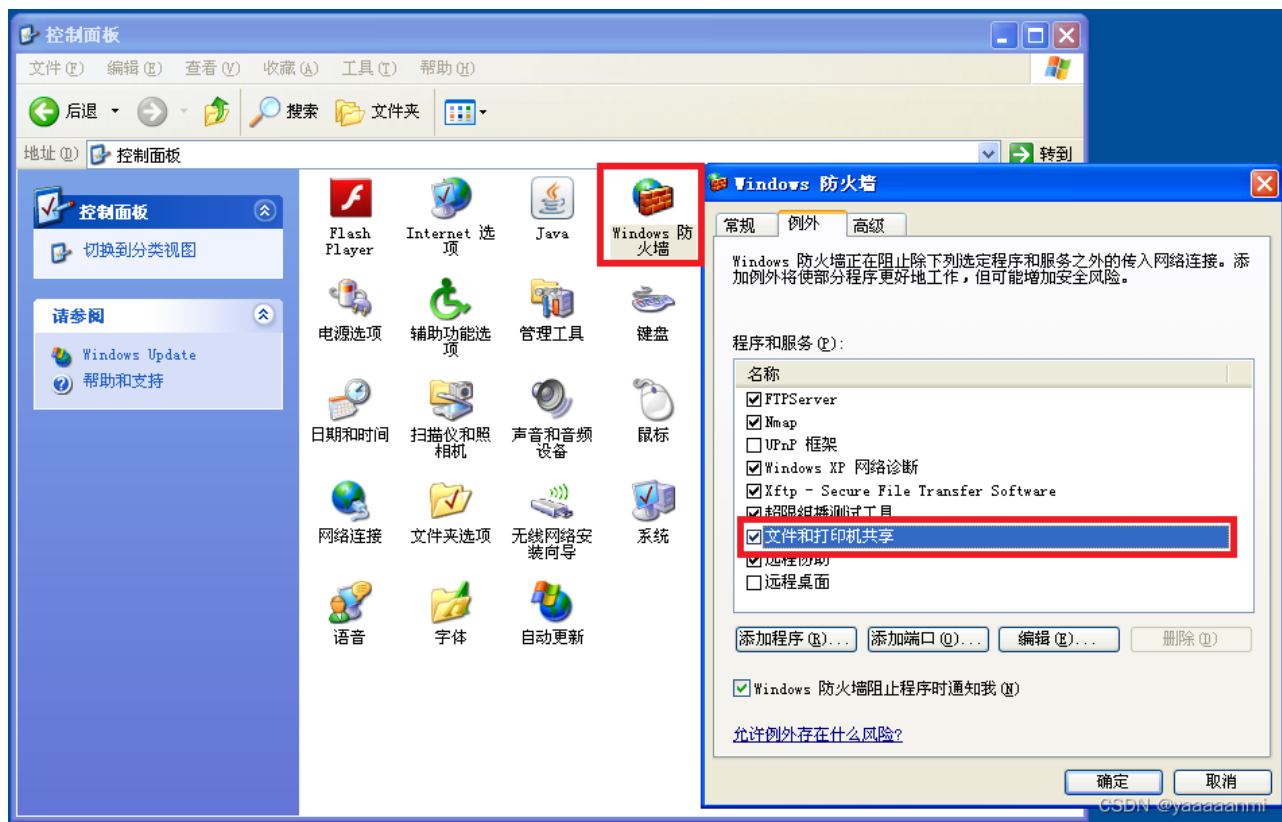 控制面板
文件(F) 编辑(E) 查看(V) 收藏(A) 工具(T) 帮助(H)
后退 搜索 文件夹
地址(D) 控制面板 转到
控制面板
切换到分类视图
请参阅
Windows Update
帮助和支持
Flash
Player
Internet 选
项
Java
Windows 防
火墙
电源选项
辅助功能选
项
管理工具
键盘
日期和时间
扫描仪和照
相机
声音和音频
设备
鼠标
网络连接
文件夹选项
无线网络安
装向导
系统
语音
字体
自动更新
Windows 防火墙
常规 例外 高级
Windows 防火墙正在阻止除下列选定程序和服务之外的传入网络连接。添
加例外将使部分程序更好地工作，但可能增加安全风险。
程序和服务(P):
名称
FTPServer
Nmap
UPnP 框架
Windows XP 网络诊断
Xftp - Secure File Transfer Software
超限组播测试工具
文件和打印机共享
远程协助
远程桌面
添加程序(R)... 添加端口(O)... 编辑(E)... 删除(D)
Windows 防火墙阻止程序时通知我(N)
允许例外存在什么风险?
确定 取消
CSDN @yaaaaanmi